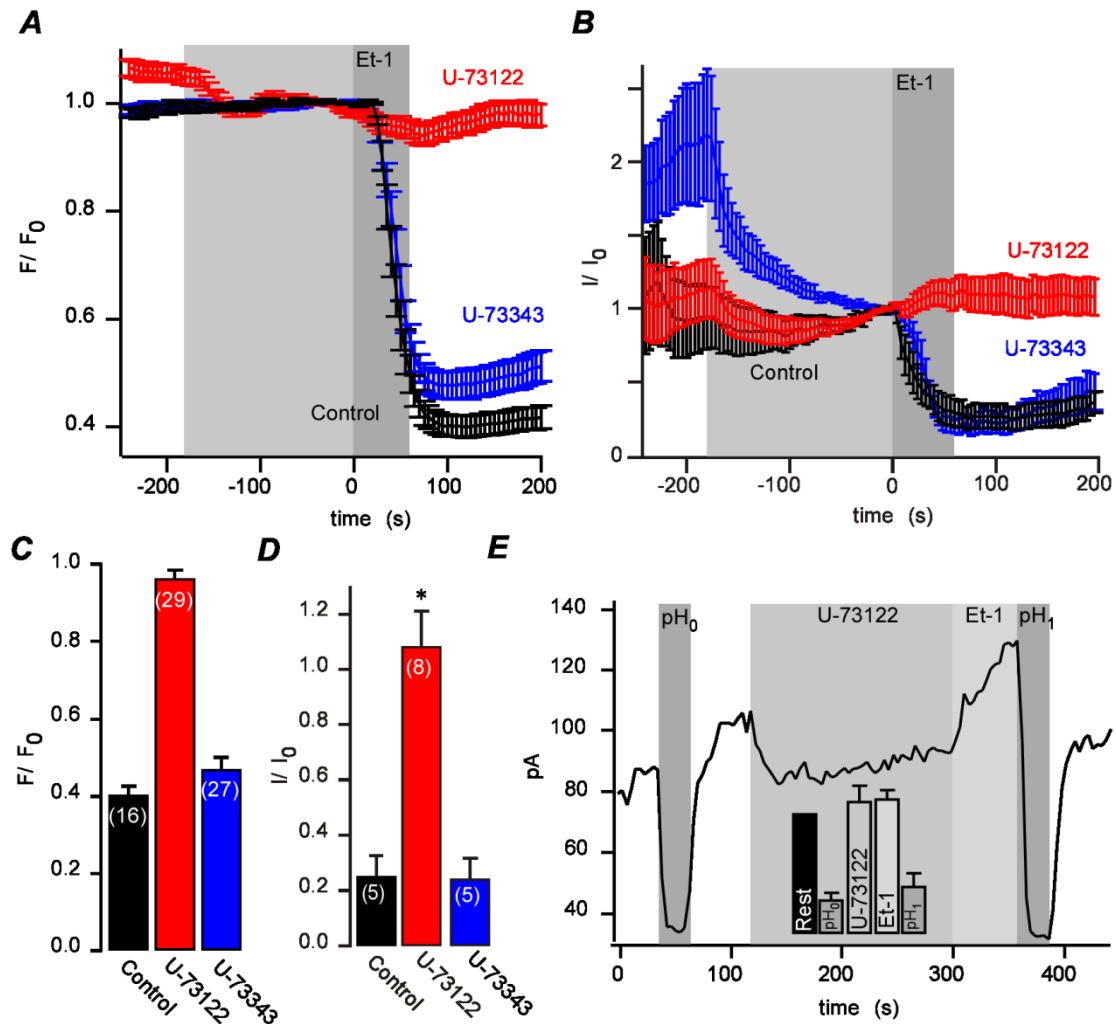 A
Et-1
U-73122
U-73343
Control
F/ F0
1.0
0.8
0.6
0.4
-200 -100 0 100 200
time (s)
B
Et-1
U-73122
U-73343
Control
I/ I0
2
1
0
-200 -100 0 100 200
time (s)
C
F/ F0
1.0
0.8
0.6
0.4
0.2
0.0
(16)
(29)
(27)
Control
U-73122
U-73343
D
I/ I0
1.2
1.0
0.8
0.6
0.4
0.2
0.0
*
(5)
(8)
(5)
Control
U-73122
U-73343
E
pA
140
120
100
80
60
40
pH0
U-73122
Et-1
pH1
Rest
pH0
U-73122
Et-1
pH1
0 100 200 300 400
time (s)